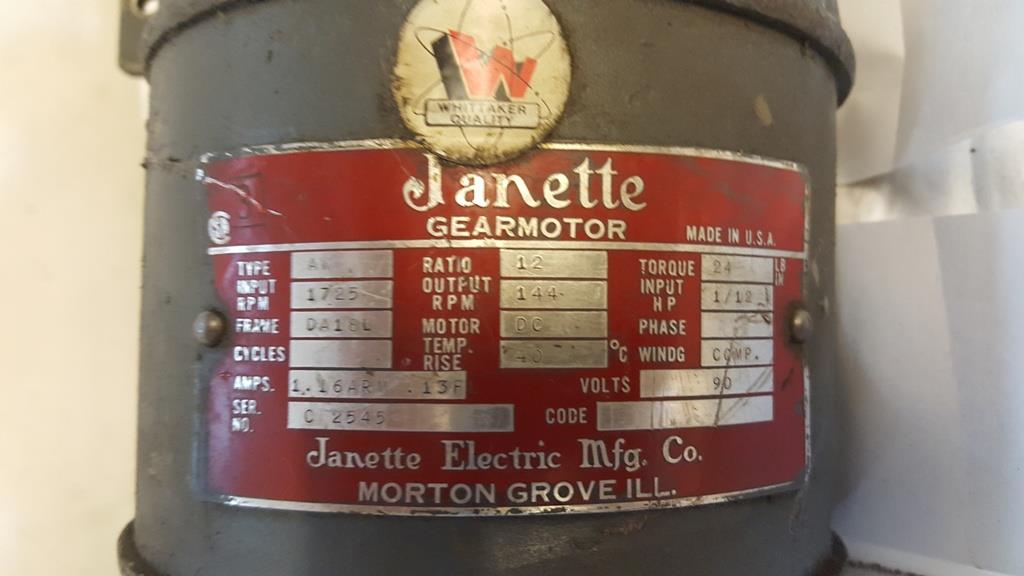 W
WHITTAKER
QUALITY
Janette
GEARMOTOR
MADE IN U.S.A.
TYPE RATIO 12 TORQUE 24 LB IN
INPUT RPM 1725 OUTPUT RPM 144 INPUT HP 1/12
FRAME DA18L MOTOR DC PHASE
CYCLES TEMP. RISE 40 °C WINDG COMP.
AMPS. 1.16ARM .13F VOLTS 90
SER. NO. C 2545 CODE
Janette Electric Mfg. Co.
MORTON GROVE ILL.